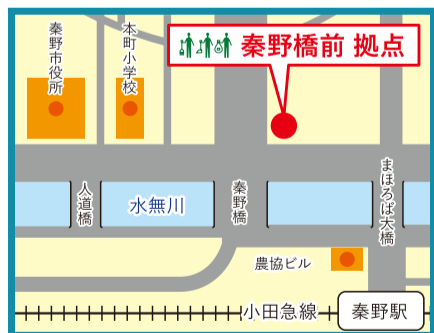 秦野市役所
本町小学校
秦野橋前 拠点
人道橋
水無川
秦野橋
まほろば大橋
農協ビル
小田急線
秦野駅